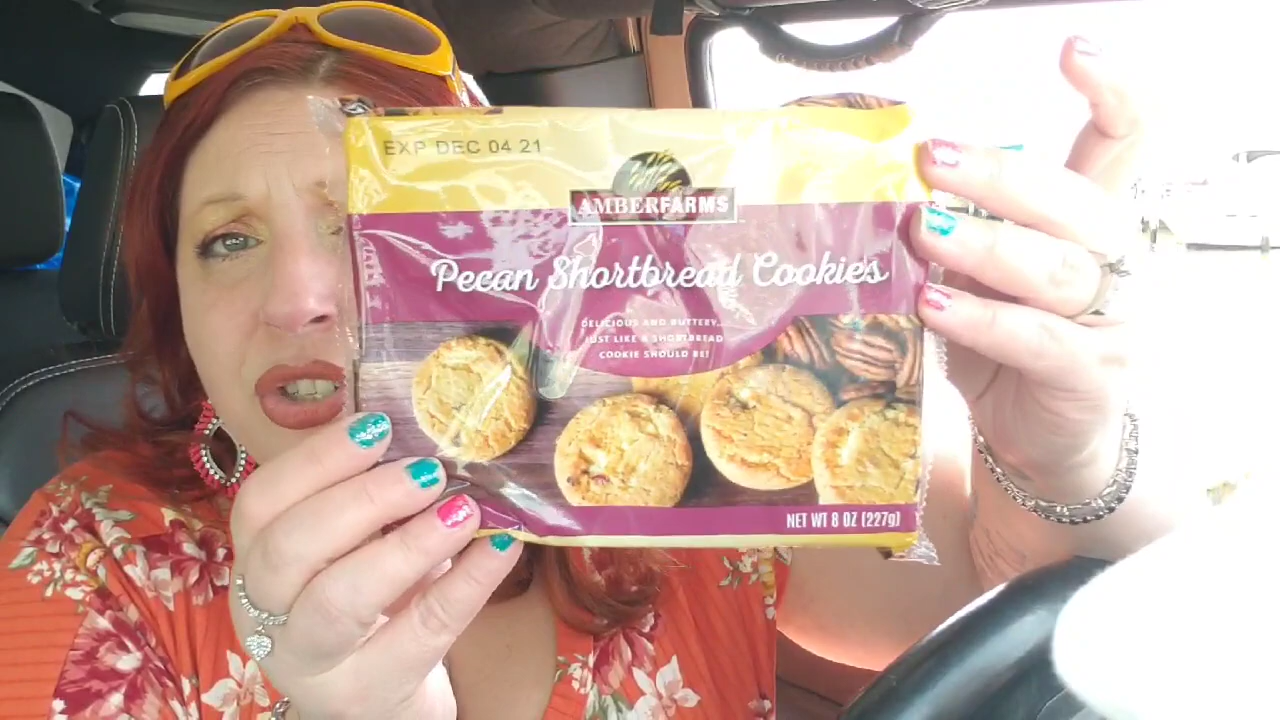 EXP DEC 04 21
AMBERFARMS
Pecan Shortbread Cookies
DELICIOUS AND BUTTERY...
JUST LIKE A SHORTBREAD
COOKIE SHOULD BE!
NET WT 8 OZ (227g)